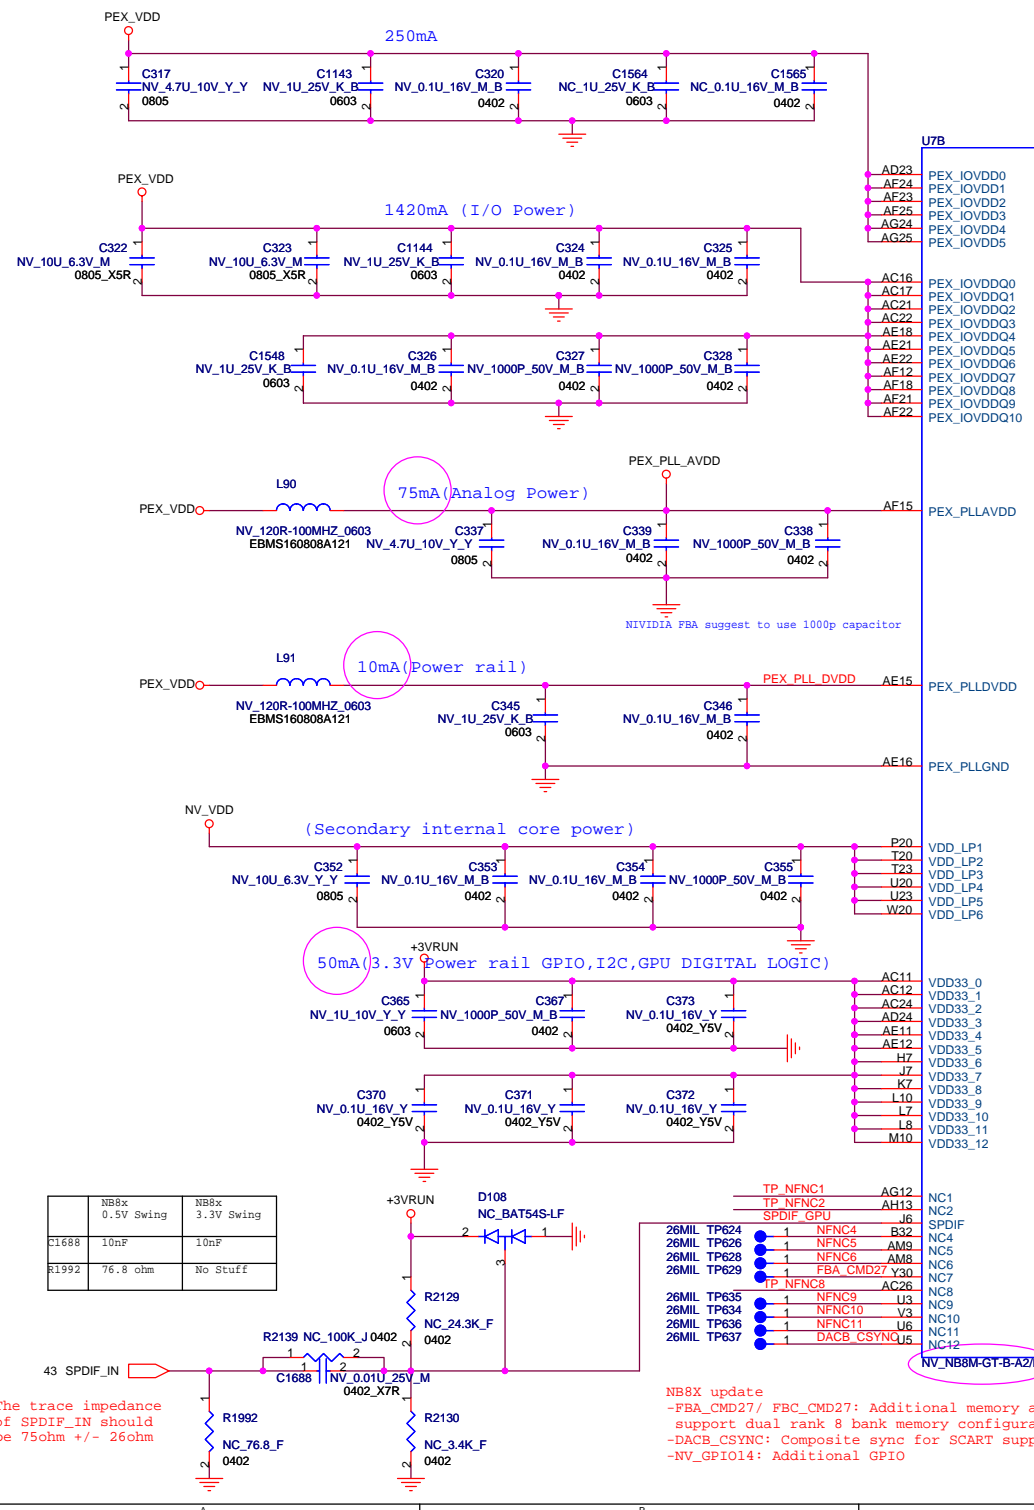 PEX_VDD
250mA
C317
NV_4.7U_10V_Y_Y
0805
C1143
NV_1U_25V_K_B
0603
C320
NV_0.1U_16V_M_B
0402
C1564
NC_1U_25V_K_B
0603
C1565
NC_0.1U_16V_M_B
0402
U7B
AD23 PEX_IOVDD0
AF24 PEX_IOVDD1
AF23 PEX_IOVDD2
AF25 PEX_IOVDD3
AG24 PEX_IOVDD4
AG25 PEX_IOVDD5
PEX_VDD
1420mA (I/O Power)
C322
NV_10U_6.3V_M
0805_X5R
C323
NV_10U_6.3V_M
0805_X5R
C1144
NV_1U_25V_K_B
0603
C324
NV_0.1U_16V_M_B
0402
C325
NV_0.1U_16V_M_B
0402
AC16 PEX_IOVDDQ0
AC17 PEX_IOVDDQ1
AC21 PEX_IOVDDQ2
AC22 PEX_IOVDDQ3
AE18 PEX_IOVDDQ4
AE21 PEX_IOVDDQ5
AE22 PEX_IOVDDQ6
AF12 PEX_IOVDDQ7
AF18 PEX_IOVDDQ8
AF21 PEX_IOVDDQ9
AF22 PEX_IOVDDQ10
C1548
NV_1U_25V_K_B
0603
C326
NV_0.1U_16V_M_B
0402
C327
NV_1000P_50V_M_B
0402
C328
NV_1000P_50V_M_B
0402
PEX_PLL_AVDD
L90
75mA(Analog Power)
PEX_VDD
NV_120R-100MHZ_0603
EBMS160808A121
C337
NV_4.7U_10V_Y_Y
0805
C339
NV_0.1U_16V_M_B
0402
C338
NV_1000P_50V_M_B
0402
AF15 PEX_PLLAVDD
NIVIDIA FBA suggest to use 1000p capacitor
L91
10mA(Power rail)
PEX_VDD
NV_120R-100MHZ_0603
EBMS160808A121
PEX_PLL_DVDD
AE15 PEX_PLLDVDD
C345
NV_1U_25V_K_B
0603
C346
NV_0.1U_16V_M_B
0402
AE16 PEX_PLLGND
NV_VDD
(Secondary internal core power)
C352
NV_10U_6.3V_Y_Y
0805
C353
NV_0.1U_16V_M_B
0402
C354
NV_0.1U_16V_M_B
0402
C355
NV_1000P_50V_M_B
0402
P20 VDD_LP1
T20 VDD_LP2
T23 VDD_LP3
U20 VDD_LP4
U23 VDD_LP5
W20 VDD_LP6
+3VRUN
50mA(3.3V Power rail GPIO,I2C,GPU DIGITAL LOGIC)
C365
NV_1U_10V_Y_Y
0603
C367
NV_1000P_50V_M_B
0402
C373
NV_0.1U_16V_Y
0402_Y5V
AC11 VDD33_0
AC12 VDD33_1
AC24 VDD33_2
AD24 VDD33_3
AE11 VDD33_4
AE12 VDD33_5
H7 VDD33_6
J7 VDD33_7
K7 VDD33_8
L10 VDD33_9
L7 VDD33_10
L8 VDD33_11
M10 VDD33_12
C370
NV_0.1U_16V_Y
0402_Y5V
C371
NV_0.1U_16V_Y
0402_Y5V
C372
NV_0.1U_16V_Y
0402_Y5V
NB8x 0.5V Swing NB8x 3.3V Swing
C1688 10nF 10nF
R1992 76.8 ohm No Stuff
+3VRUN
D108
NC_BAT54S-LF
2 1
3
TP_NFNC1 AG12 NC1
TP_NFNC2 AH13 NC2
SPDIF_GPU J6 SPDIF
26MIL TP624 1 NFNC4 B32 NC4
26MIL TP626 1 NFNC5 AM9 NC5
26MIL TP628 1 NFNC6 AM8 NC6
26MIL TP629 1 FBA_CMD27 Y30 NC7
TP_NFNC8 AC26 NC8
26MIL TP635 1 NFNC9 U3 NC9
26MIL TP634 1 NFNC10 V3 NC10
26MIL TP636 1 NFNC11 U6 NC11
26MIL TP637 1 DACB_CSYNC U5 NC12
NV_NB8M-GT-B-A2/
R2129
NC_24.3K_F
0402
R2139 NC_100K_J 0402
43 SPDIF_IN
C1688 NV_0.01U_25V_M
0402_X7R
The trace impedance
of SPDIF_IN should
be 75ohm +/- 26ohm
R1992
NC_76.8_F
0402
R2130
NC_3.4K_F
0402
NB8X update
-FBA_CMD27/ FBC_CMD27: Additional memory a
support dual rank 8 bank memory configura
-DACB_CSYNC: Composite sync for SCART supp
-NV_GPIO14: Additional GPIO